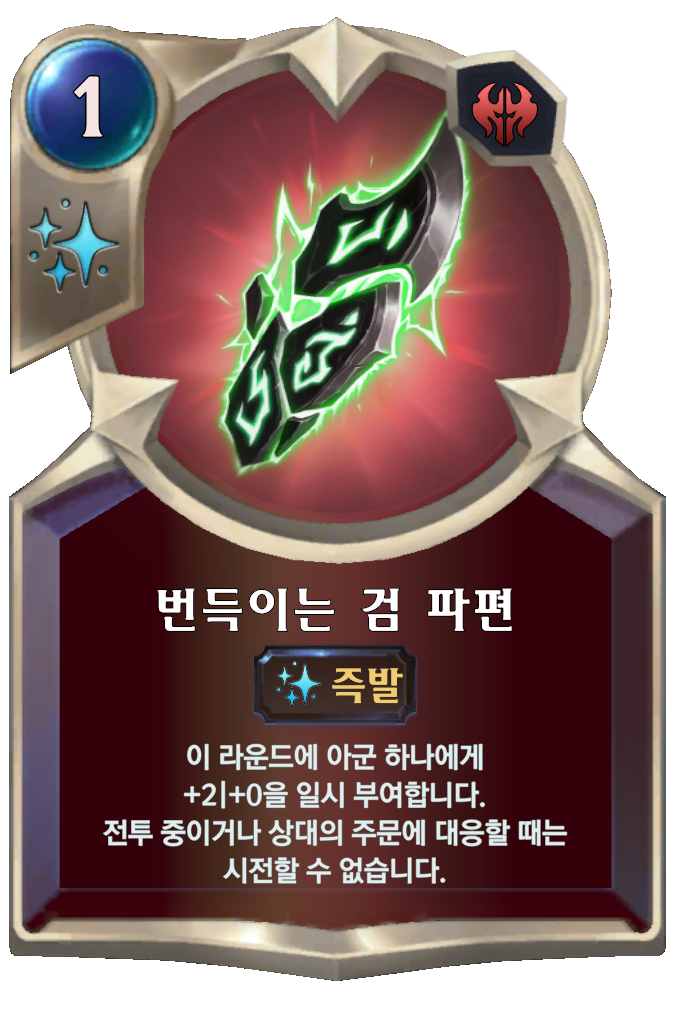 1
번득이는 검 파편
즉발
이 라운드에 아군 하나에게
+2|+0을 일시 부여합니다.
전투 중이거나 상대의 주문에 대응할 때는
시전할 수 없습니다.